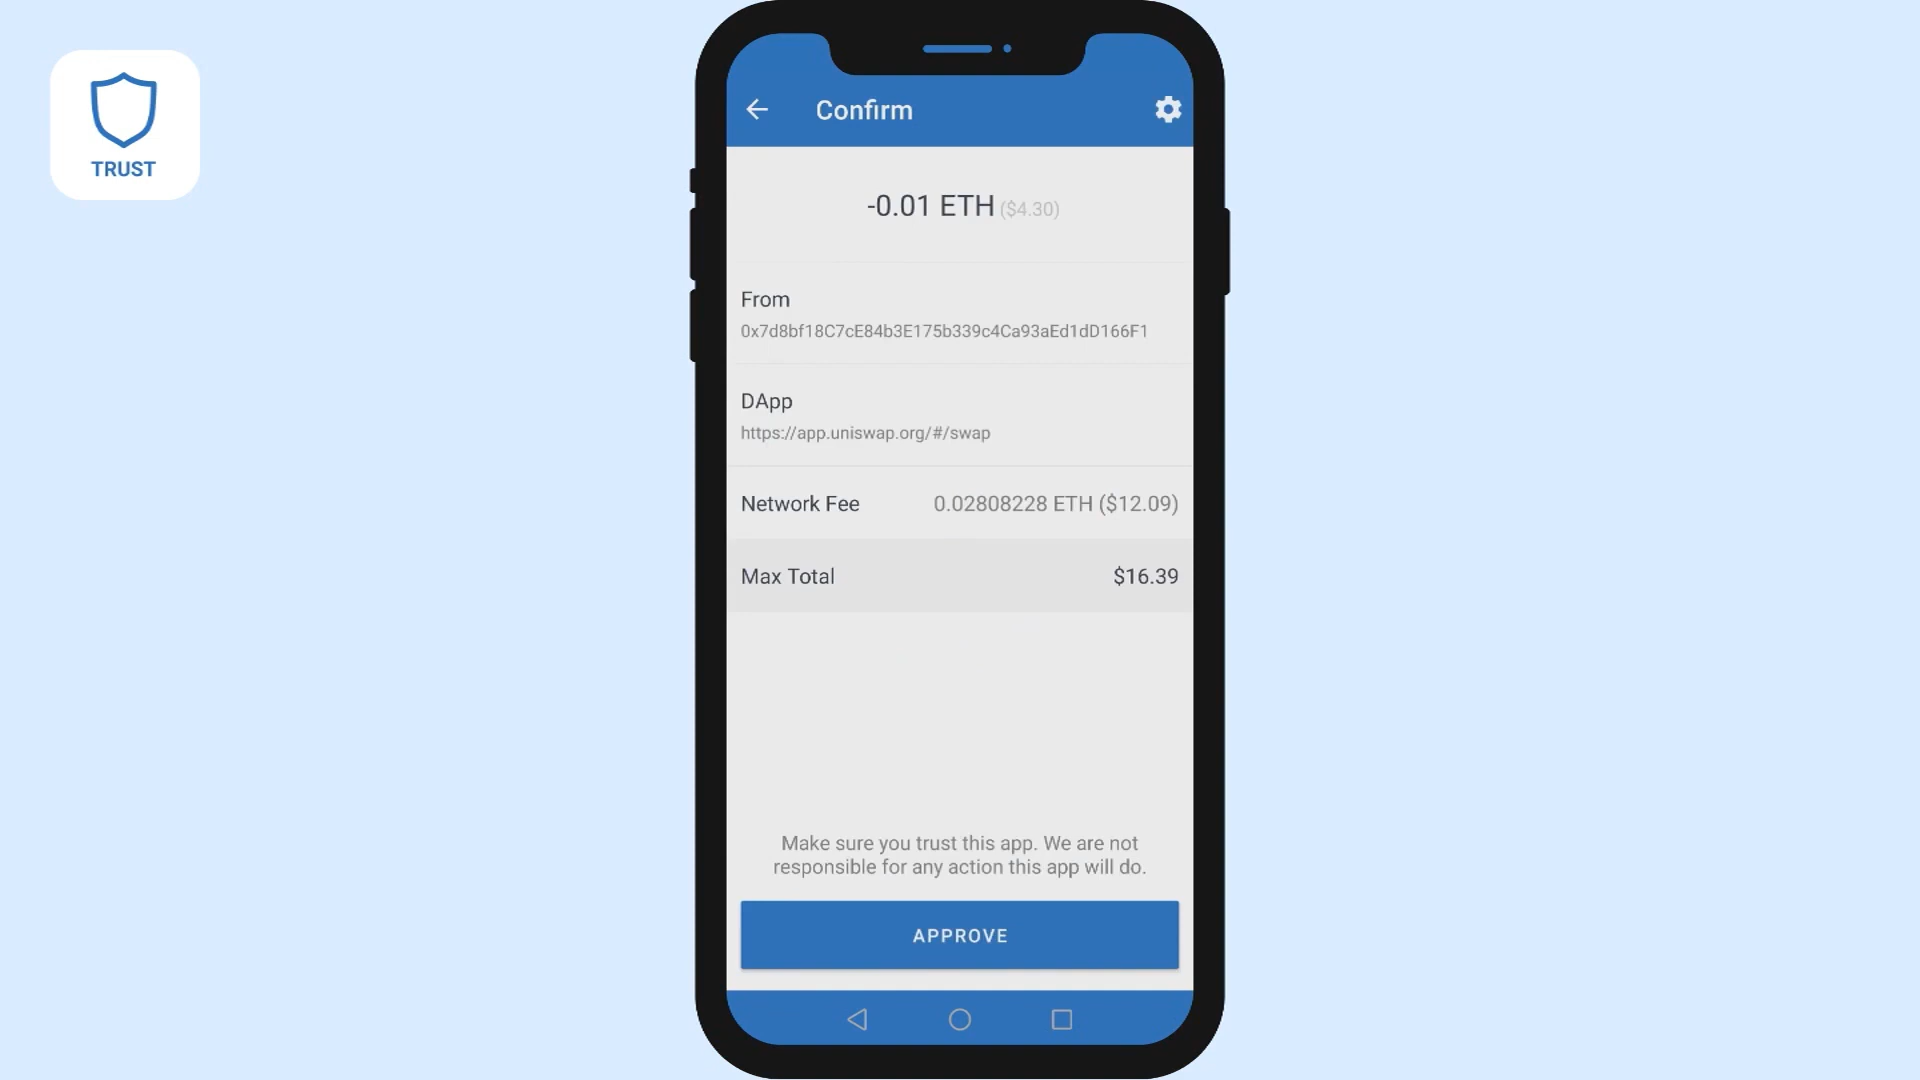 TRUST
Confirm
-0.01 ETH ($4.30)
From
0x7d8bf18C7cE84b3E175b339c4Ca93aEd1dD166F1
DApp
https://app.uniswap.org/#/swap
Network Fee 0.02808228 ETH ($12.09)
Max Total $16.39
Make sure you trust this app. We are not
responsible for any action this app will do.
APPROVE